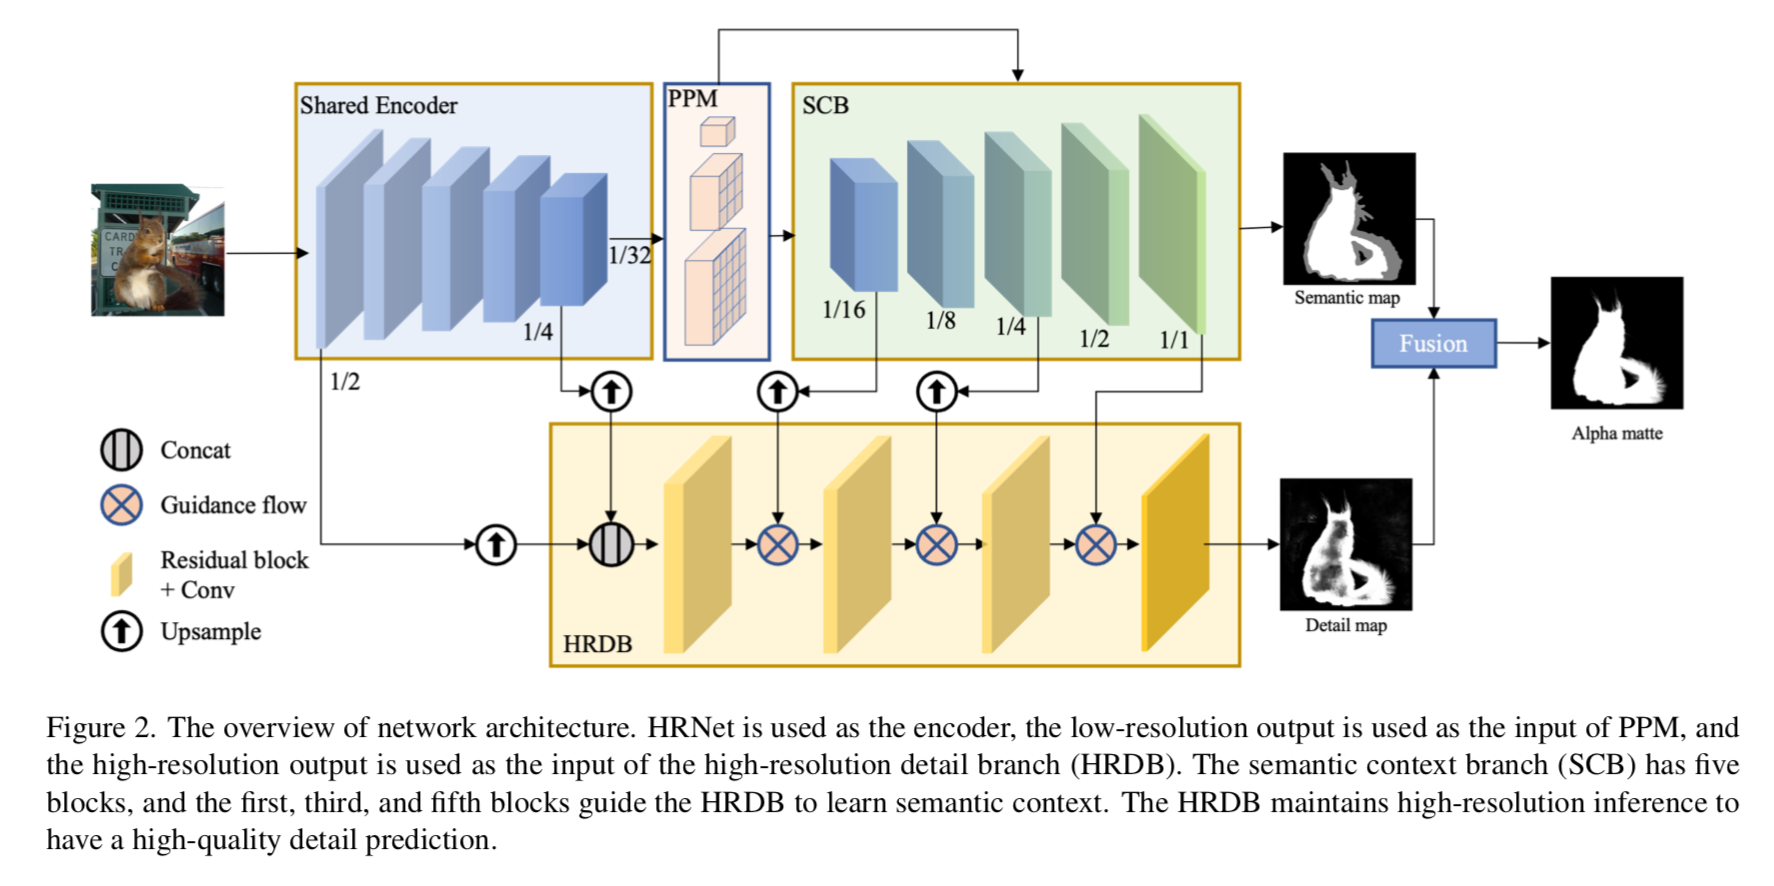 Shared Encoder
PPM
SCB
CARD
TRA
C
1/32
1/4
1/2
1/16
1/8
1/4
1/2
1/1
Semantic map
Fusion
Alpha matte
Concat
Guidance flow
Residual block
+ Conv
Upsample
HRDB
Detail map
Figure 2. The overview of network architecture. HRNet is used as the encoder, the low-resolution output is used as the input of PPM, and
the high-resolution output is used as the input of the high-resolution detail branch (HRDB). The semantic context branch (SCB) has five
blocks, and the first, third, and fifth blocks guide the HRDB to learn semantic context. The HRDB maintains high-resolution inference to
have a high-quality detail prediction.